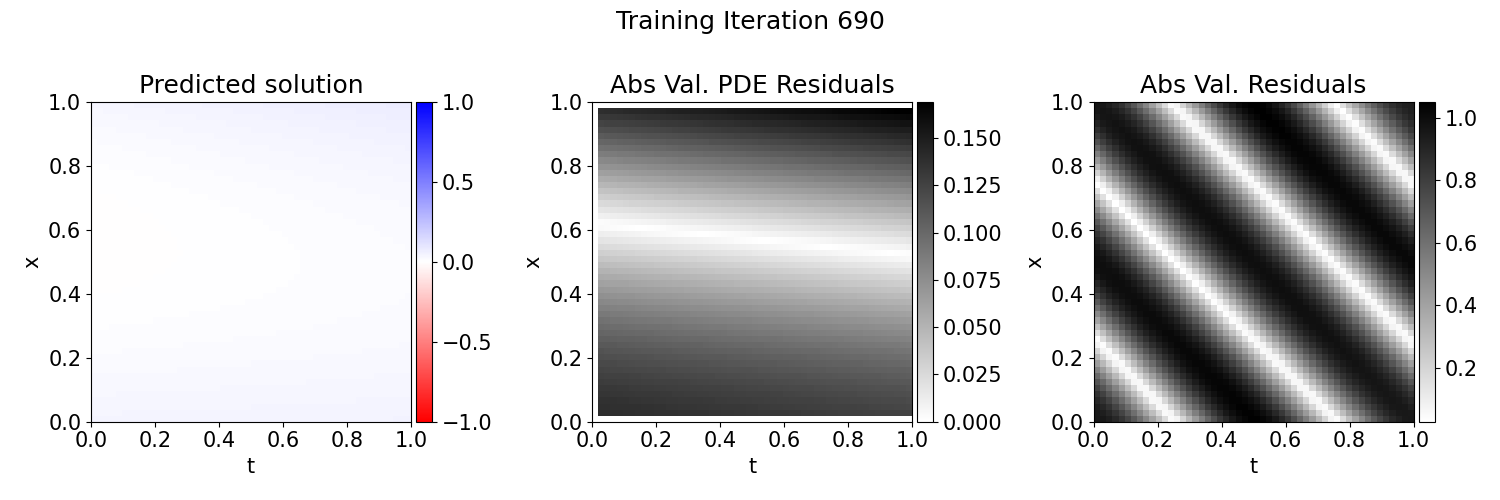 Training Iteration 690
Predicted solution
1.0
0.8
0.6
0.4
0.2
0.0
x
0.0 0.2 0.4 0.6 0.8 1.0
t
1.0
0.5
0.0
−0.5
−1.0
Abs Val. PDE Residuals
1.0
0.8
0.6
0.4
0.2
0.0
x
0.0 0.2 0.4 0.6 0.8 1.0
t
0.150
0.125
0.100
0.075
0.050
0.025
0.000
Abs Val. Residuals
1.0
0.8
0.6
0.4
0.2
0.0
x
0.0 0.2 0.4 0.6 0.8 1.0
t
1.0
0.8
0.6
0.4
0.2